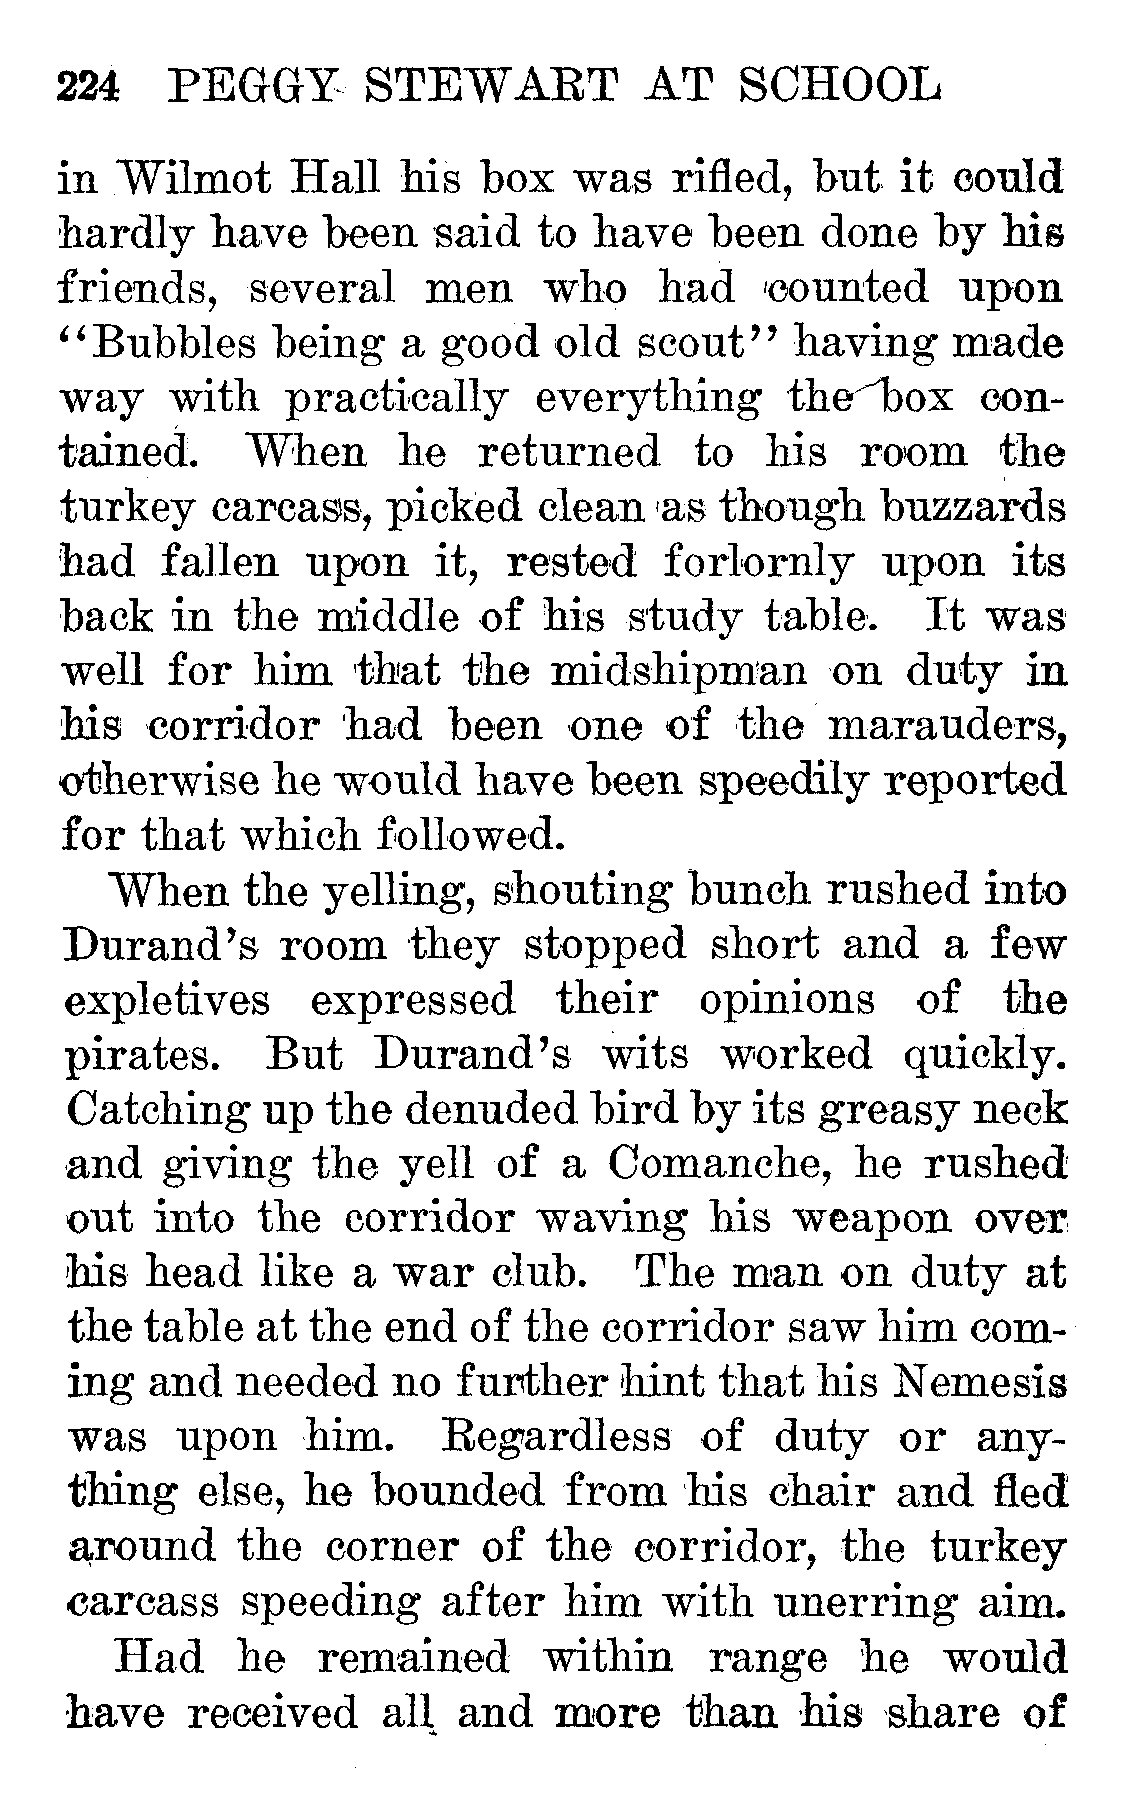 224 PEGGY STEWART AT SCHOOL
in Wilmot Hall his box was rifled, but it could
hardly have been said to have been done by his
friends, several men who had counted upon
“Bubbles being a good old scout” having made
way with practically everything the box con-
tained. When he returned to his room the
turkey carcass, picked clean as though buzzards
had fallen upon it, rested forlornly upon its
back in the middle of his study table. It was
well for him that the midshipman on duty in
his corridor had been one of the marauders,
otherwise he would have been speedily reported
for that which followed.
When the yelling, shouting bunch rushed into
Durand’s room they stopped short and a few
expletives expressed their opinions of the
pirates. But Durand’s wits worked quickly.
Catching up the denuded bird by its greasy neck
and giving the yell of a Comanche, he rushed
out into the corridor waving his weapon over
his head like a war club. The man on duty at
the table at the end of the corridor saw him com-
ing and needed no further hint that his Nemesis
was upon him. Regardless of duty or any-
thing else, he bounded from his chair and fled
around the corner of the corridor, the turkey
carcass speeding after him with unerring aim.
Had he remained within range he would
have received all and more than his share of